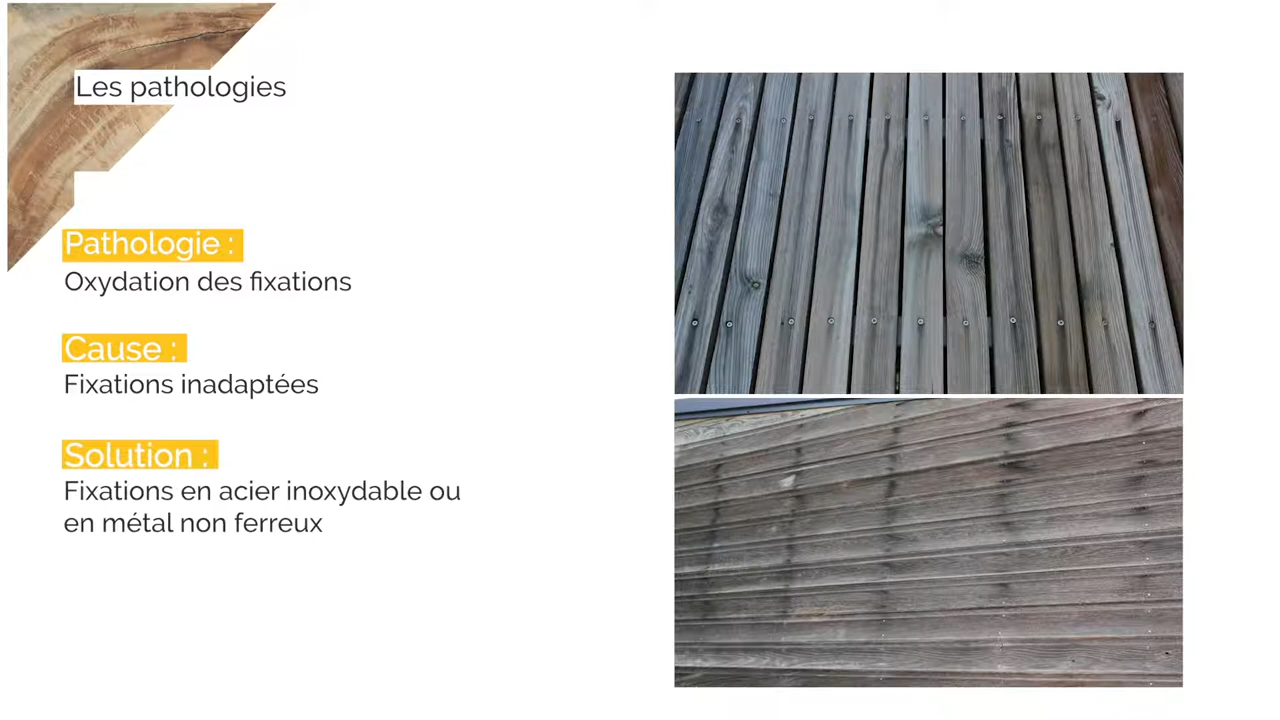 Les pathologies
Pathologie :
Oxydation des fixations
Cause :
Fixations inadaptées
Solution :
Fixations en acier inoxydable ou
en métal non ferreux